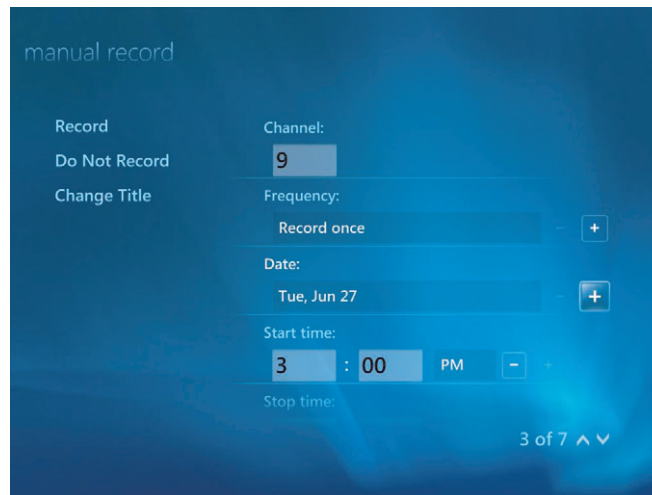 manual record
Record
Do Not Record
Change Title
Channel:
9
Frequency:
Record once - +
Date:
Tue, Jun 27 - +
Start time:
3 : 00 PM - +
Stop time:
3 of 7